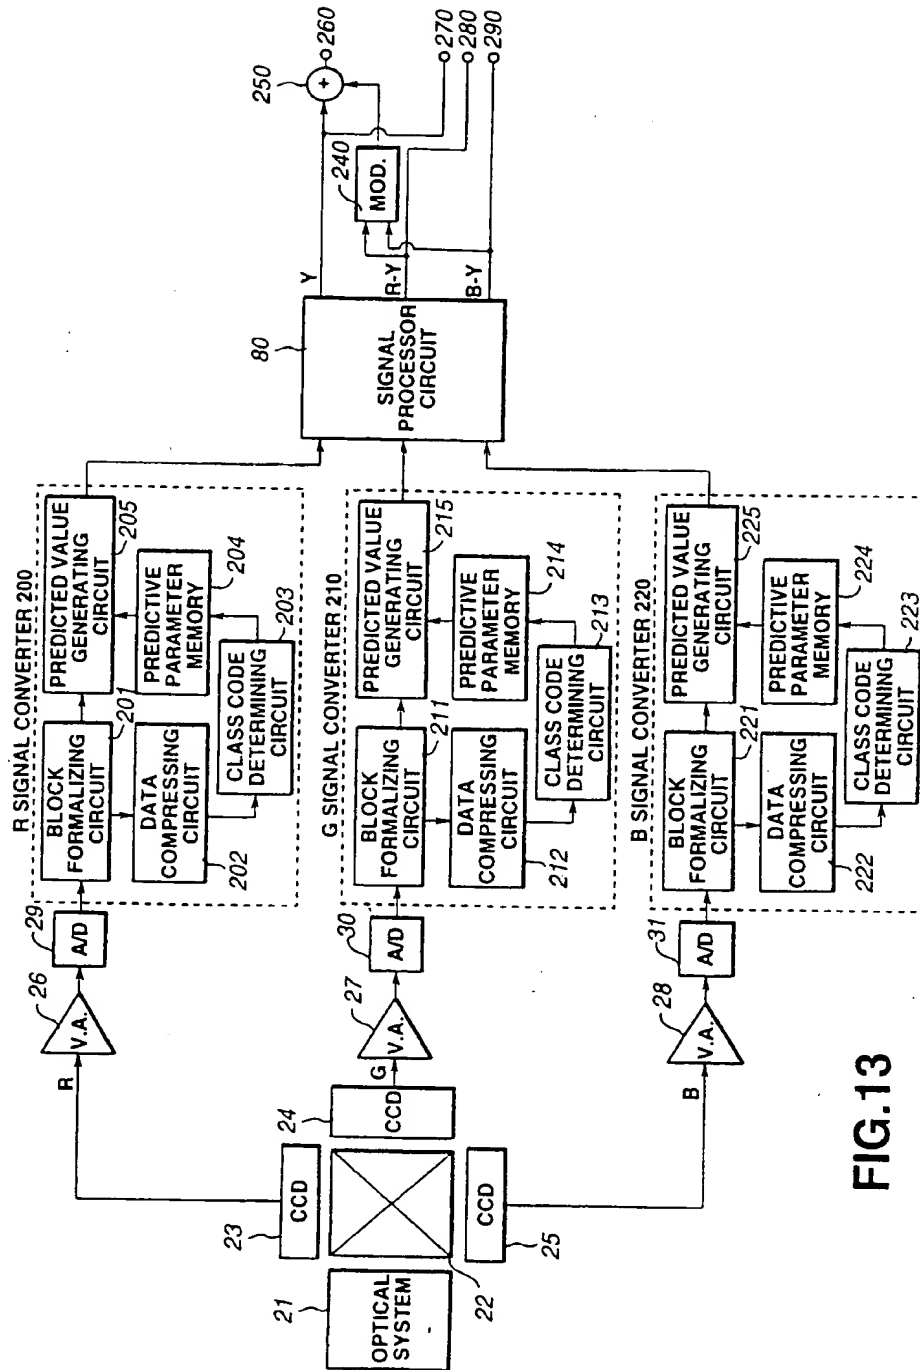 OPTICAL
SYSTEM
21
22
CCD
23
CCD
24
CCD
25
R
G
B
V.A.
26
V.A.
27
V.A.
28
A/D
29
A/D
30
A/D
31
R SIGNAL CONVERTER 200
BLOCK
FORMALIZING
CIRCUIT
201
DATA
COMPRESSING
CIRCUIT
202
CLASS CODE
DETERMINING
CIRCUIT
203
PREDICTIVE
PARAMETER
MEMORY
204
PREDICTED VALUE
GENERATING
CIRCUIT
205
G SIGNAL CONVERTER 210
BLOCK
FORMALIZING
CIRCUIT
211
DATA
COMPRESSING
CIRCUIT
212
CLASS CODE
DETERMINING
CIRCUIT
213
PREDICTIVE
PARAMETER
MEMORY
214
PREDICTED VALUE
GENERATING
CIRCUIT
215
B SIGNAL CONVERTER 220
BLOCK
FORMALIZING
CIRCUIT
221
DATA
COMPRESSING
CIRCUIT
222
CLASS CODE
DETERMINING
CIRCUIT
223
PREDICTIVE
PARAMETER
MEMORY
224
PREDICTED VALUE
GENERATING
CIRCUIT
225
SIGNAL
PROCESSOR
CIRCUIT
80
Y
R-Y
B-Y
MOD.
240
+
250
260
270
280
290
FIG.13